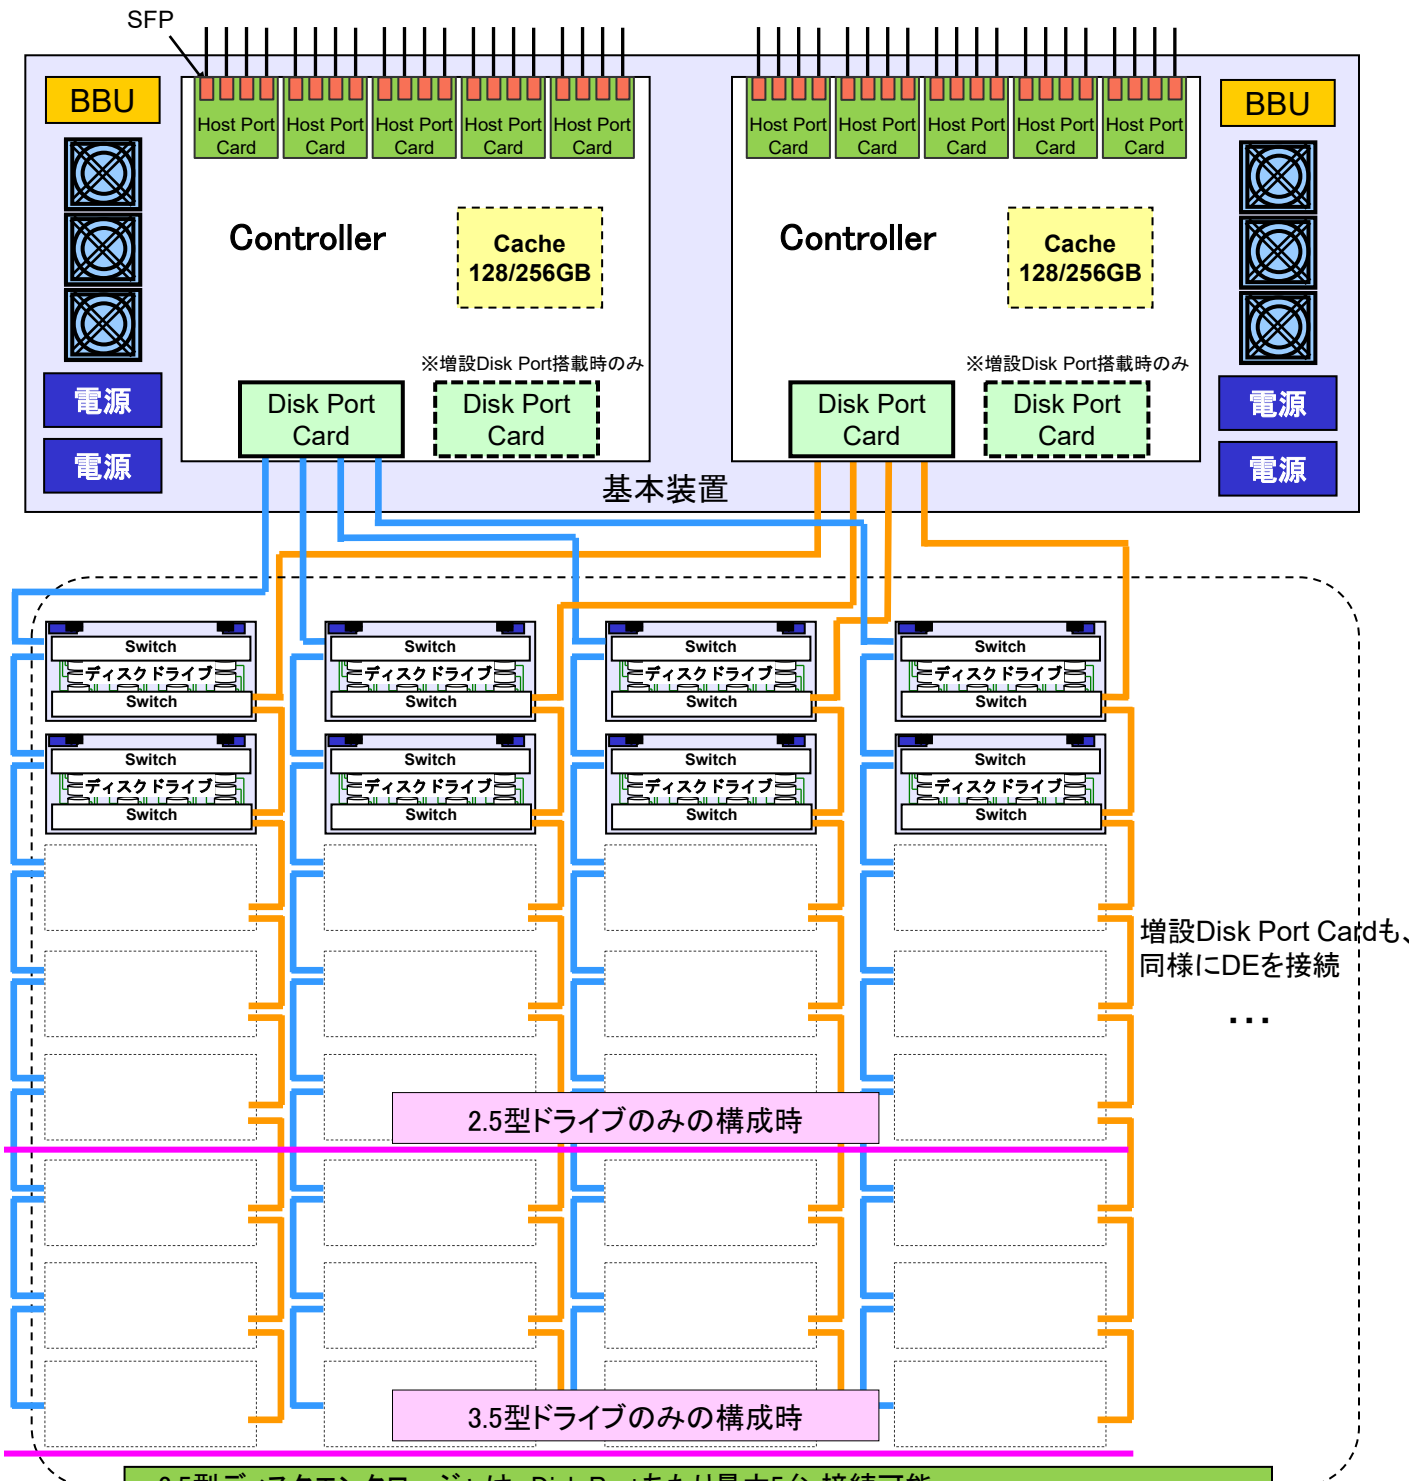 SFP
BBU
Host Port Card
Host Port Card
Host Port Card
Host Port Card
Host Port Card
Host Port Card
Host Port Card
Host Port Card
Host Port Card
Host Port Card
BBU
Controller
Cache
128/256GB
Controller
Cache
128/256GB
※増設Disk Port搭載時のみ
※増設Disk Port搭載時のみ
電源
Disk Port
Card
Disk Port
Card
Disk Port
Card
Disk Port
Card
電源
電源
基本装置
電源
Switch
ディスクドライブ
Switch
Switch
ディスクドライブ
Switch
Switch
ディスクドライブ
Switch
Switch
ディスクドライブ
Switch
Switch
ディスクドライブ
Switch
Switch
ディスクドライブ
Switch
Switch
ディスクドライブ
Switch
Switch
ディスクドライブ
Switch
増設Disk Port Cardも、
同様にDEを接続
...
2.5型ドライブのみの構成時
3.5型ドライブのみの構成時